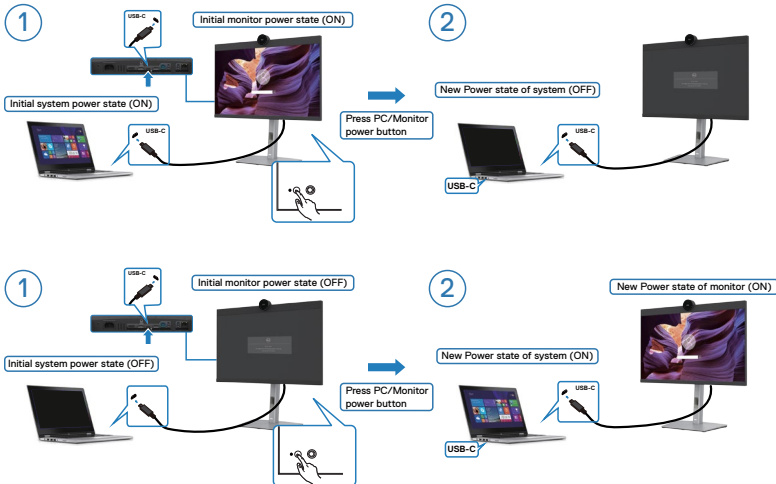 1
USB-C
Initial monitor power state (ON)
Initial system power state (ON)
USB-C
Press PC/Monitor
power button
2
New Power state of system (OFF)
USB-C
USB-C
1
USB-C
Initial monitor power state (OFF)
Initial system power state (OFF)
USB-C
Press PC/Monitor
power button
2
New Power state of monitor (ON)
New Power state of system (ON)
USB-C
USB-C